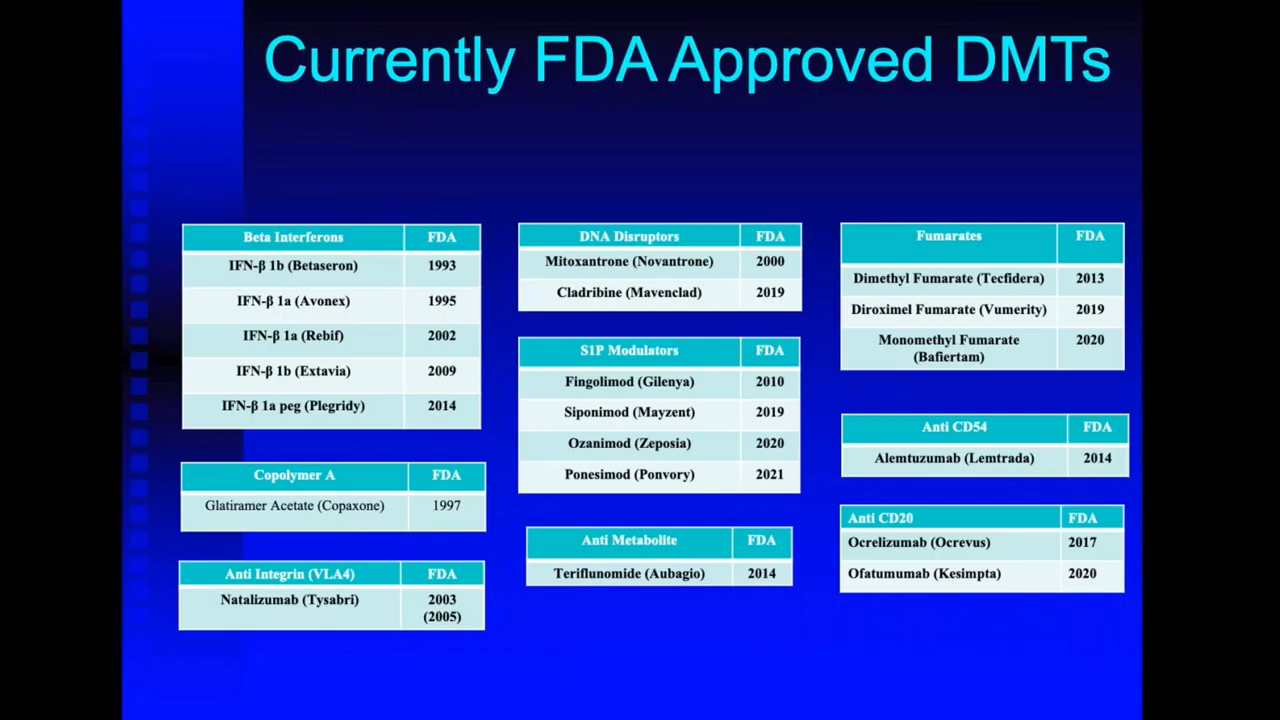 Currently FDA Approved DMTs
Beta Interferons FDA
IFN-β 1b (Betaseron) 1993
IFN-β 1a (Avonex) 1995
IFN-β 1a (Rebif) 2002
IFN-β 1b (Extavia) 2009
IFN-β 1a peg (Plegridy) 2014
Copolymer A FDA
Glatiramer Acetate (Copaxone) 1997
Anti Integrin (VLA4) FDA
Natalizumab (Tysabri) 2003
(2005)
DNA Disruptors FDA
Mitoxantrone (Novantrone) 2000
Cladribine (Mavenclad) 2019
S1P Modulators FDA
Fingolimod (Gilenya) 2010
Siponimod (Mayzent) 2019
Ozanimod (Zeposia) 2020
Ponesimod (Ponvory) 2021
Anti Metabolite FDA
Teriflunomide (Aubagio) 2014
Fumarates FDA
Dimethyl Fumarate (Tecfidera) 2013
Diroximel Fumarate (Vumerity) 2019
Monomethyl Fumarate 2020
(Bafiertam)
Anti CD54 FDA
Alemtuzumab (Lemtrada) 2014
Anti CD20 FDA
Ocrelizumab (Ocrevus) 2017
Ofatumumab (Kesimpta) 2020